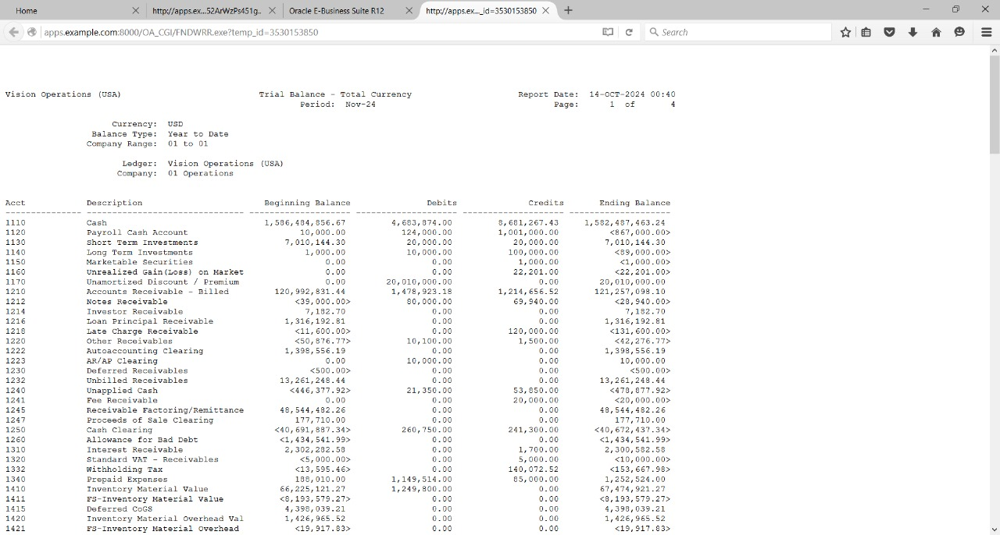 Home
http://apps.ex...52ArWzPs451g..
Oracle E-Business Suite R12
http://apps.ex..._id=3530153850
apps.example.com:8000/OA_CGI/FNDWRR.exe?temp_id=3530153850
Search
Vision Operations (USA) Trial Balance - Total Currency Report Date: 14-OCT-2024 00:40
Period: Nov-24 Page: 1 of 4
Currency: USD
Balance Type: Year to Date
Company Range: 01 to 01
Ledger: Vision Operations (USA)
Company: 01 Operations
Acct Description Beginning Balance Debits Credits Ending Balance
1110 Cash 1,586,484,856.67 4,683,874.00 8,681,267.43 1,582,487,463.24
1120 Payroll Cash Account 10,000.00 124,000.00 1,001,000.00 <867,000.00>
1130 Short Term Investments 7,010,144.30 20,000.00 20,000.00 7,010,144.30
1140 Long Term Investments 1,000.00 10,000.00 100,000.00 <89,000.00>
1150 Marketable Securities 0.00 0.00 1,000.00 <1,000.00>
1160 Unrealized Gain(Loss) on Market 0.00 0.00 22,201.00 <22,201.00>
1170 Unamortized Discount / Premium 0.00 20,010,000.00 0.00 20,010,000.00
1210 Accounts Receivable - Billed 120,992,831.44 1,478,923.18 1,214,656.52 121,257,098.10
1212 Notes Receivable <39,000.00> 80,000.00 69,940.00 <28,940.00>
1214 Investor Receivable 7,182.70 0.00 0.00 7,182.70
1216 Loan Principal Receivable 1,316,192.81 0.00 0.00 1,316,192.81
1218 Late Charge Receivable <11,600.00> 0.00 120,000.00 <131,600.00>
1220 Other Receivables <50,876.77> 10,100.00 1,500.00 <42,276.77>
1222 Autoaccounting Clearing 1,398,556.19 0.00 0.00 1,398,556.19
1223 AR/AP Clearing 0.00 10,000.00 0.00 10,000.00
1230 Deferred Receivables <500.00> 0.00 0.00 <500.00>
1232 Unbilled Receivables 13,261,248.44 0.00 0.00 13,261,248.44
1240 Unapplied Cash <446,377.92> 21,350.00 53,850.00 <478,877.92>
1241 Fee Receivable 0.00 0.00 20,000.00 <20,000.00>
1245 Receivable Factoring/Remittance 48,544,482.26 0.00 0.00 48,544,482.26
1247 Proceeds of Sale Clearing 177,710.00 0.00 0.00 177,710.00
1250 Cash Clearing <40,691,887.34> 260,750.00 241,300.00 <40,672,437.34>
1260 Allowance for Bad Debt <1,434,541.99> 0.00 0.00 <1,434,541.99>
1310 Interest Receivable 2,302,282.58 0.00 1,700.00 2,300,582.58
1320 Standard VAT - Receivables <5,000.00> 0.00 5,000.00 <10,000.00>
1332 Withholding Tax <13,595.46> 0.00 140,072.52 <153,667.98>
1340 Prepaid Expenses 188,010.00 1,149,514.00 85,000.00 1,252,524.00
1410 Inventory Material Value 66,225,121.27 1,249,800.00 0.00 67,474,921.27
1411 FS-Inventory Material Value <8,193,579.27> 0.00 0.00 <8,193,579.27>
1415 Deferred CoGS 4,398,039.21 0.00 0.00 4,398,039.21
1420 Inventory Material Overhead Val 1,426,965.52 0.00 0.00 1,426,965.52
1421 FS-Inventory Material Overhead <19,917.83> 0.00 0.00 <19,917.83>